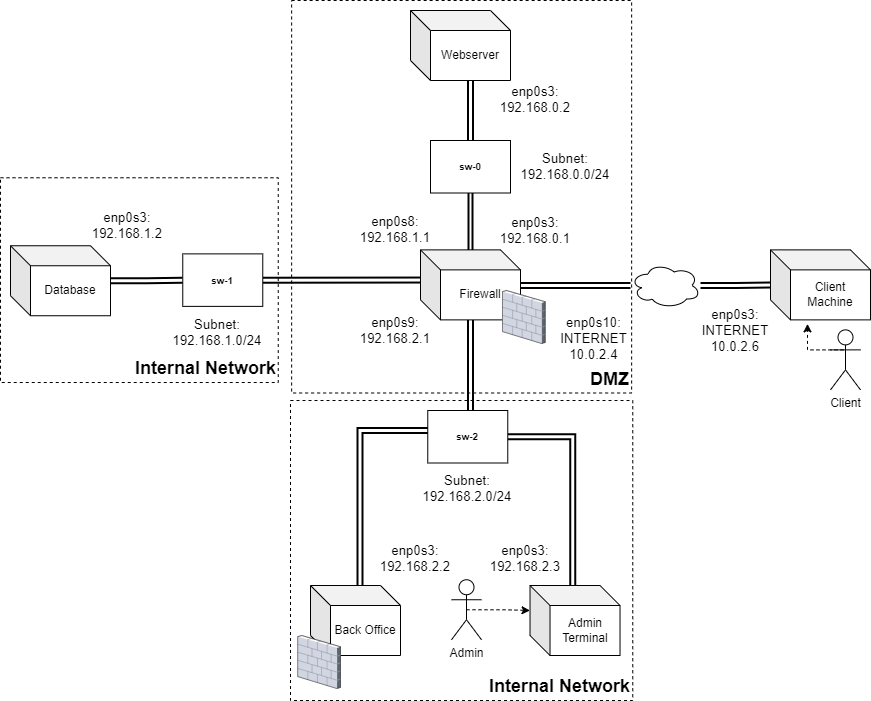 Webserver
enp0s3:
192.168.0.2
sw-0
Subnet:
192.168.0.0/24
enp0s3:
192.168.1.2
Database
sw-1
Subnet:
192.168.1.0/24
Internal Network
enp0s8:
192.168.1.1
enp0s3:
192.168.0.1
Firewall
enp0s9:
192.168.2.1
enp0s10:
INTERNET
10.0.2.4
DMZ
Client
Machine
enp0s3:
INTERNET
10.0.2.6
Client
sw-2
Subnet:
192.168.2.0/24
enp0s3:
192.168.2.2
enp0s3:
192.168.2.3
Back Office
Admin
Admin
Terminal
Internal Network